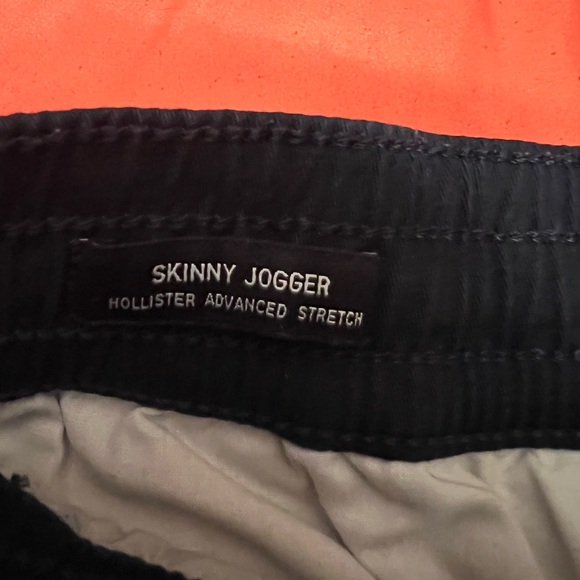 SKINNY JOGGER
HOLLISTER ADVANCED STRETCH